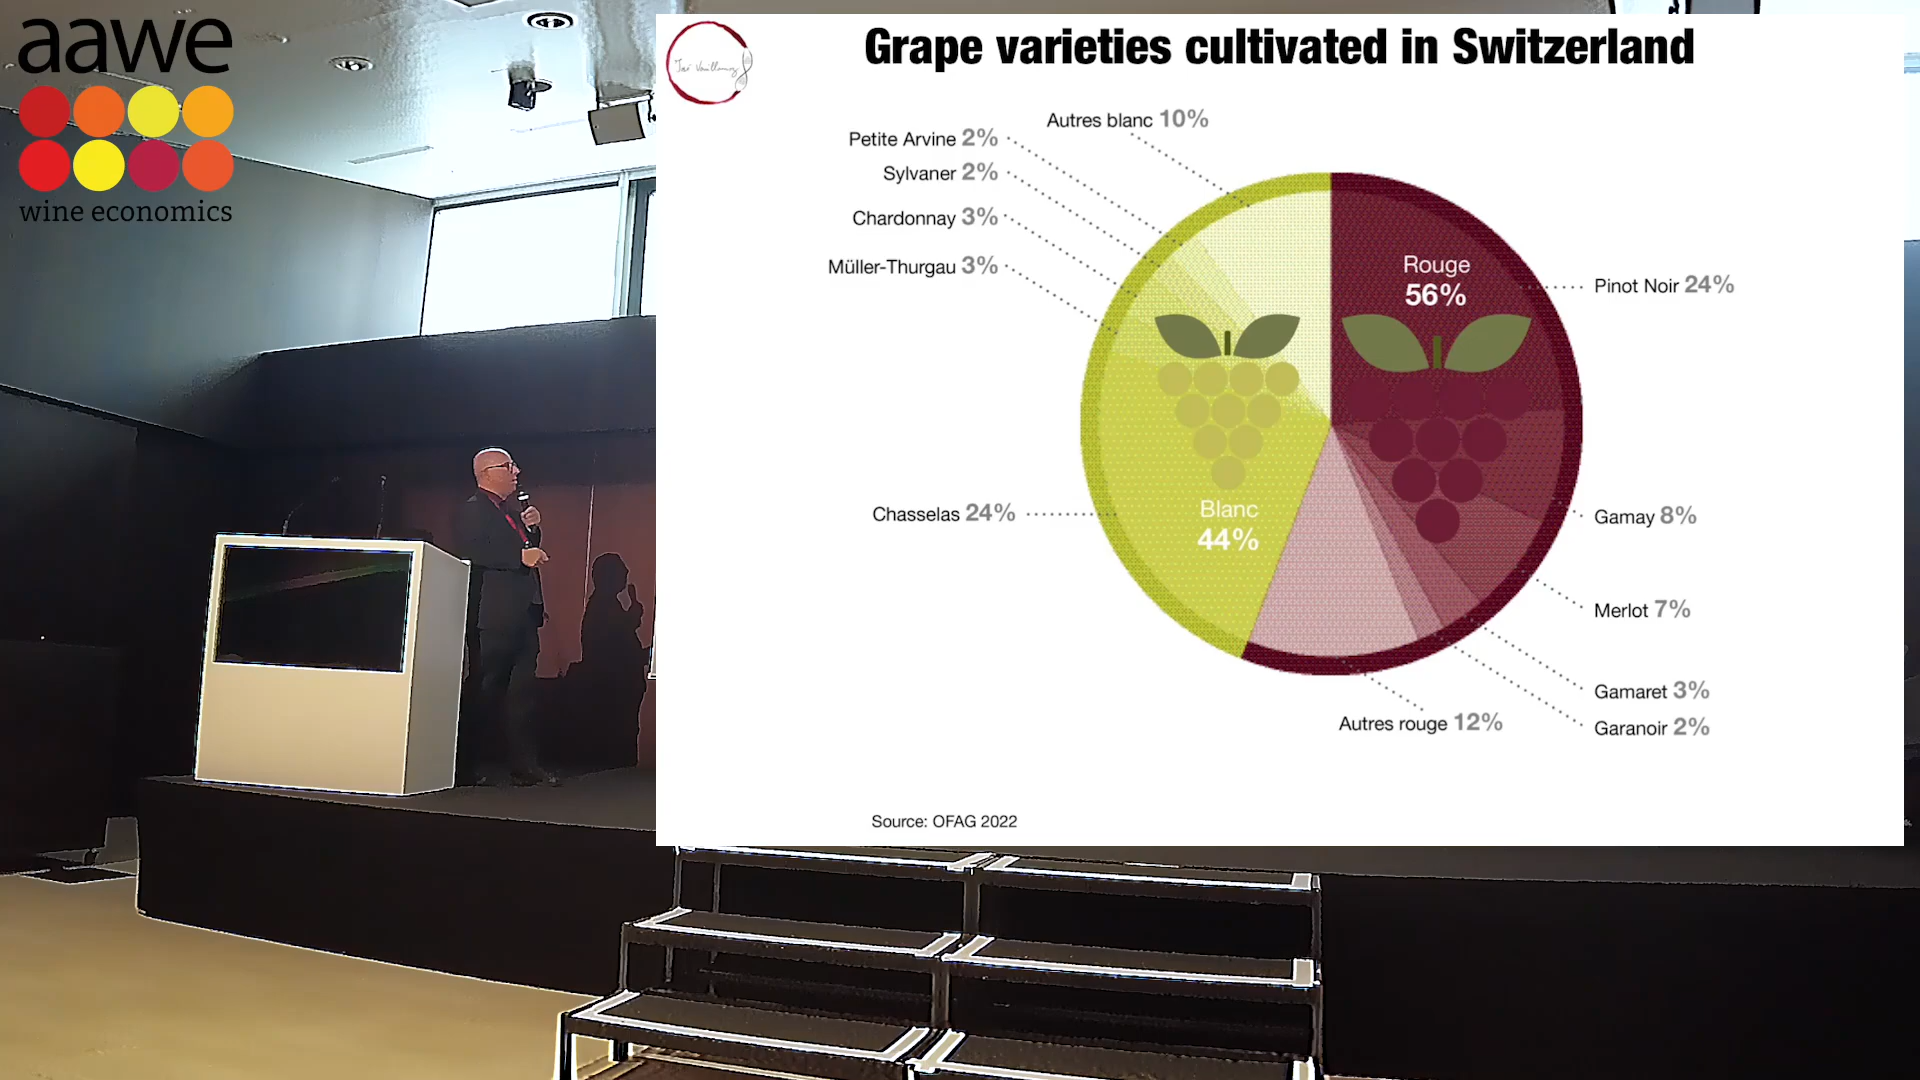 aawe
wine economics
Grape varieties cultivated in Switzerland
Autres blanc 10%
Petite Arvine 2%
Sylvaner 2%
Chardonnay 3%
Müller-Thurgau 3%
Chasselas 24%
Blanc
44%
Rouge
56%
Pinot Noir 24%
Gamay 8%
Merlot 7%
Gamaret 3%
Garanoir 2%
Autres rouge 12%
Source: OFAG 2022